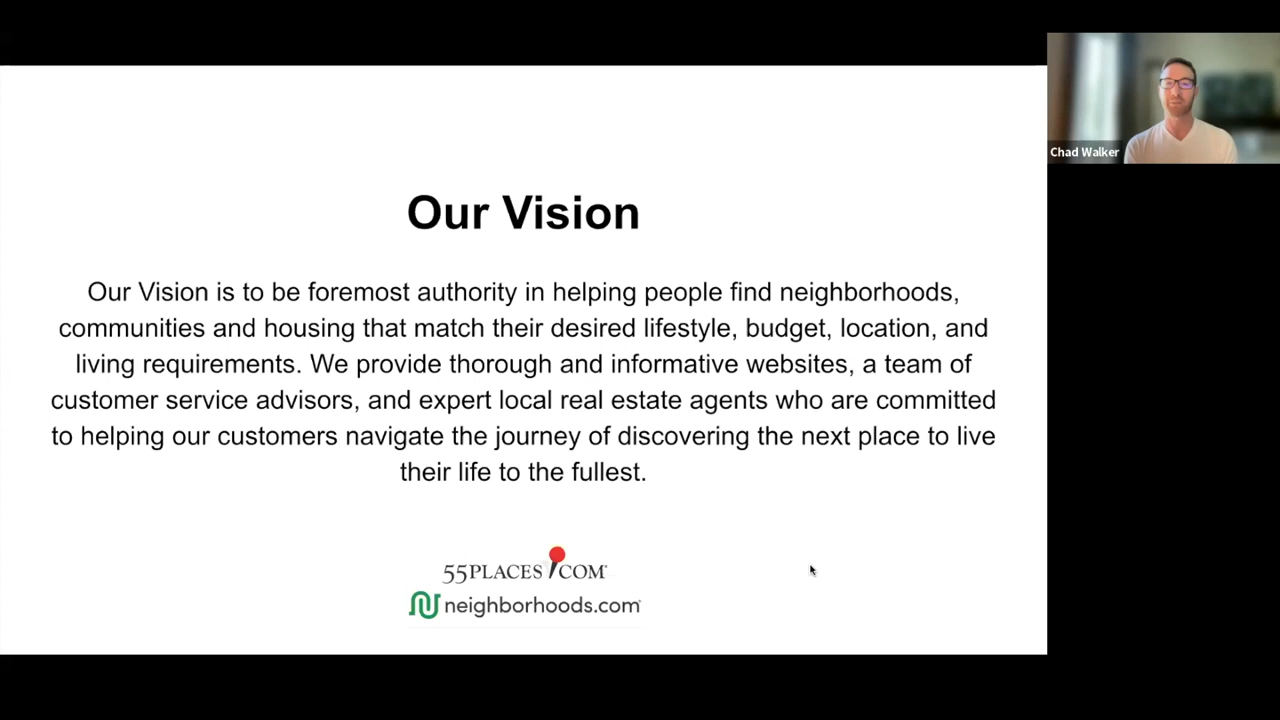 Our Vision
Our Vision is to be foremost authority in helping people find neighborhoods,
communities and housing that match their desired lifestyle, budget, location, and
living requirements. We provide thorough and informative websites, a team of
customer service advisors, and expert local real estate agents who are committed
to helping our customers navigate the journey of discovering the next place to live
their life to the fullest.
55PLACES COM
neighborhoods.com
Chad Walker